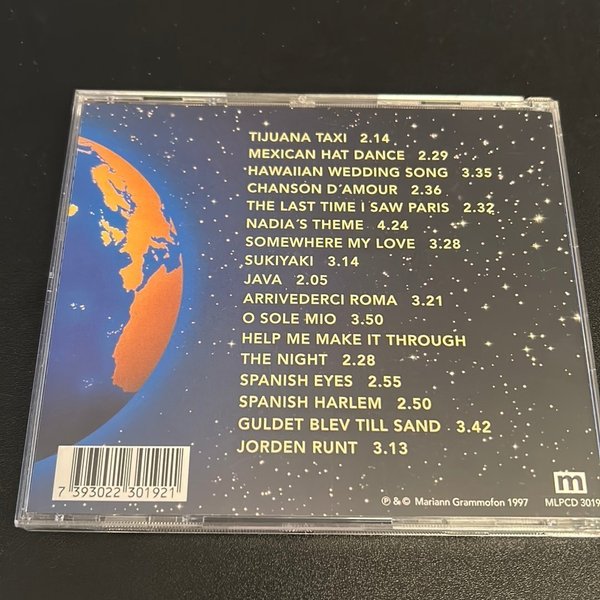 TIJUANA TAXI 2.14
MEXICAN HAT DANCE 2.29
HAWAIIAN WEDDING SONG 3.35
CHANSON D´AMOUR 2.36
THE LAST TIME I SAW PARIS 2.32
NADIA´S THEME 4.24
SOMEWHERE MY LOVE 3.28
SUKIYAKI 3.14
JAVA 2.05
ARRIVEDERCI ROMA 3.21
O SOLE MIO 3.50
HELP ME MAKE IT THROUGH
THE NIGHT 2.28
SPANISH EYES 2.55
SPANISH HARLEM 2.50
GULDET BLEV TILL SAND 3.42
JORDEN RUNT 3.13
7 393022 301921
m
℗ & © Mariann Grammofon 1997
MLPCD 3019